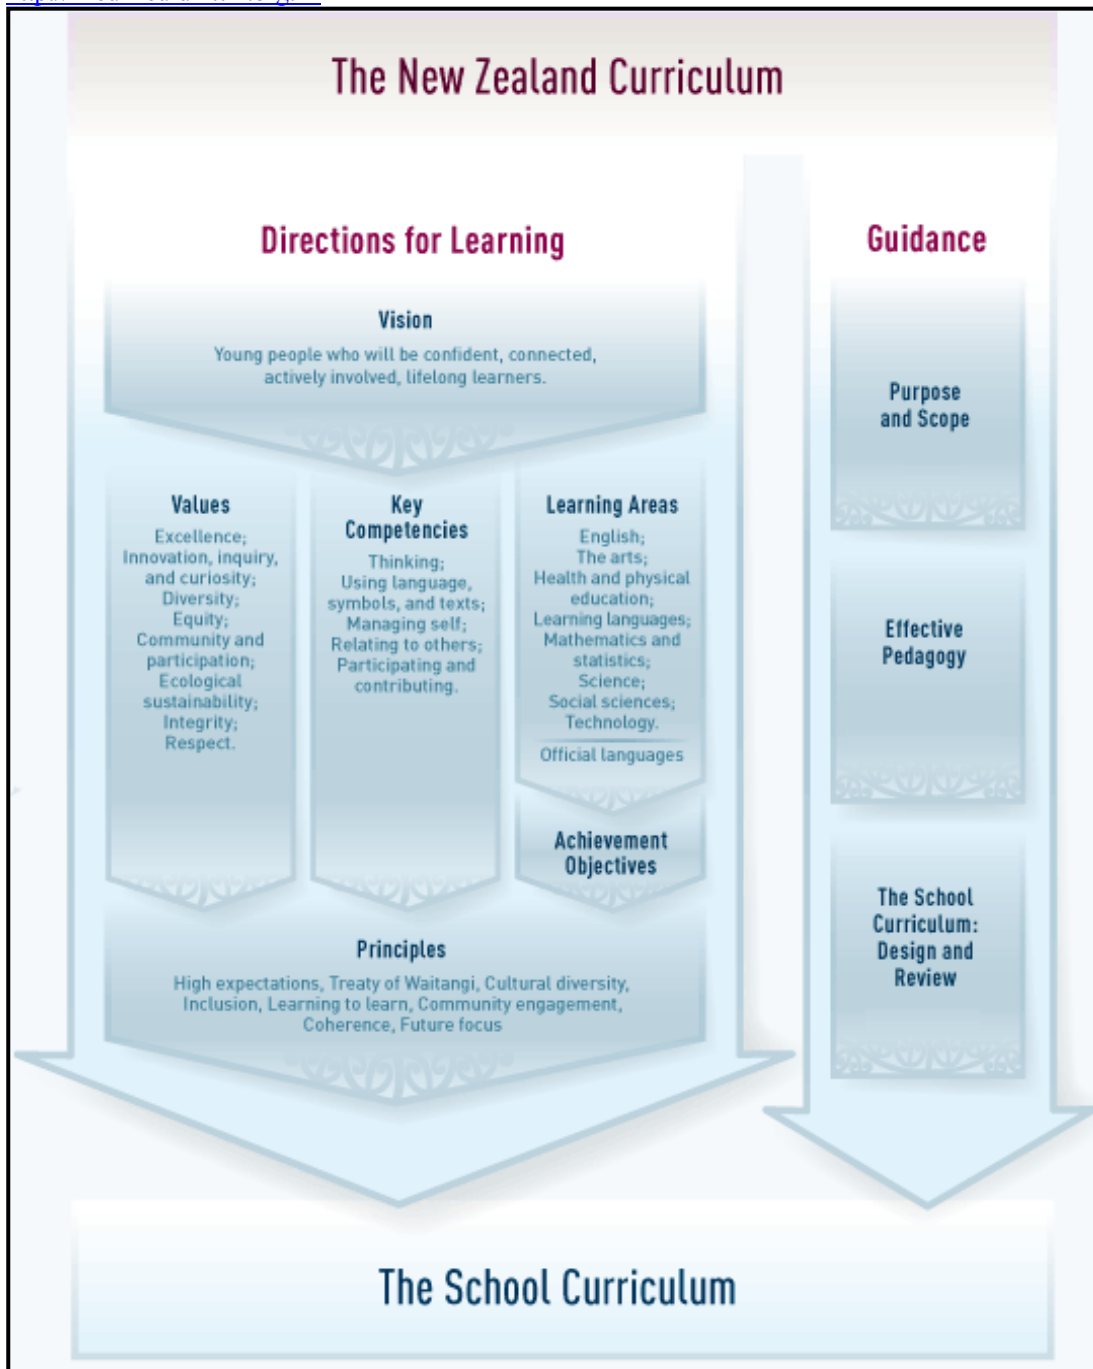 The New Zealand Curriculum
Directions for Learning
Vision
Young people who will be confident, connected,
actively involved, lifelong learners.
Values
Excellence;
Innovation, inquiry,
and curiosity;
Diversity;
Equity;
Community and
participation;
Ecological
sustainability;
Integrity;
Respect.
Key
Competencies
Thinking;
Using language,
symbols, and texts;
Managing self;
Relating to others;
Participating and
contributing.
Learning Areas
English;
The arts;
Health and physical
education;
Learning languages;
Mathematics and
statistics;
Science;
Social sciences;
Technology.
Official languages
Achievement
Objectives
Principles
High expectations, Treaty of Waitangi, Cultural diversity,
Inclusion, Learning to learn, Community engagement,
Coherence, Future focus
Guidance
Purpose
and Scope
Effective
Pedagogy
The School
Curriculum:
Design and
Review
The School Curriculum